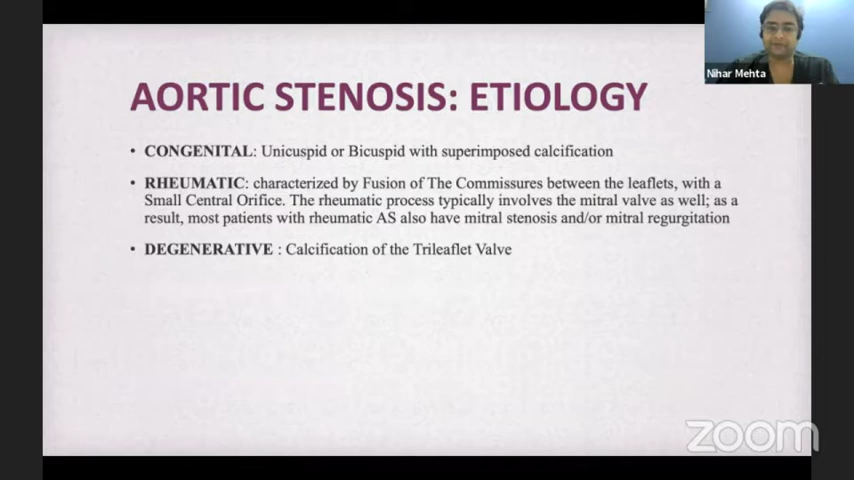 AORTIC STENOSIS: ETIOLOGY
• CONGENITAL: Unicuspid or Bicuspid with superimposed calcification
• RHEUMATIC: characterized by Fusion of The Commissures between the leaflets, with a
Small Central Orifice. The rheumatic process typically involves the mitral valve as well; as a
result, most patients with rheumatic AS also have mitral stenosis and/or mitral regurgitation
• DEGENERATIVE : Calcification of the Trileaflet Valve
Nihar Mehta
zoom